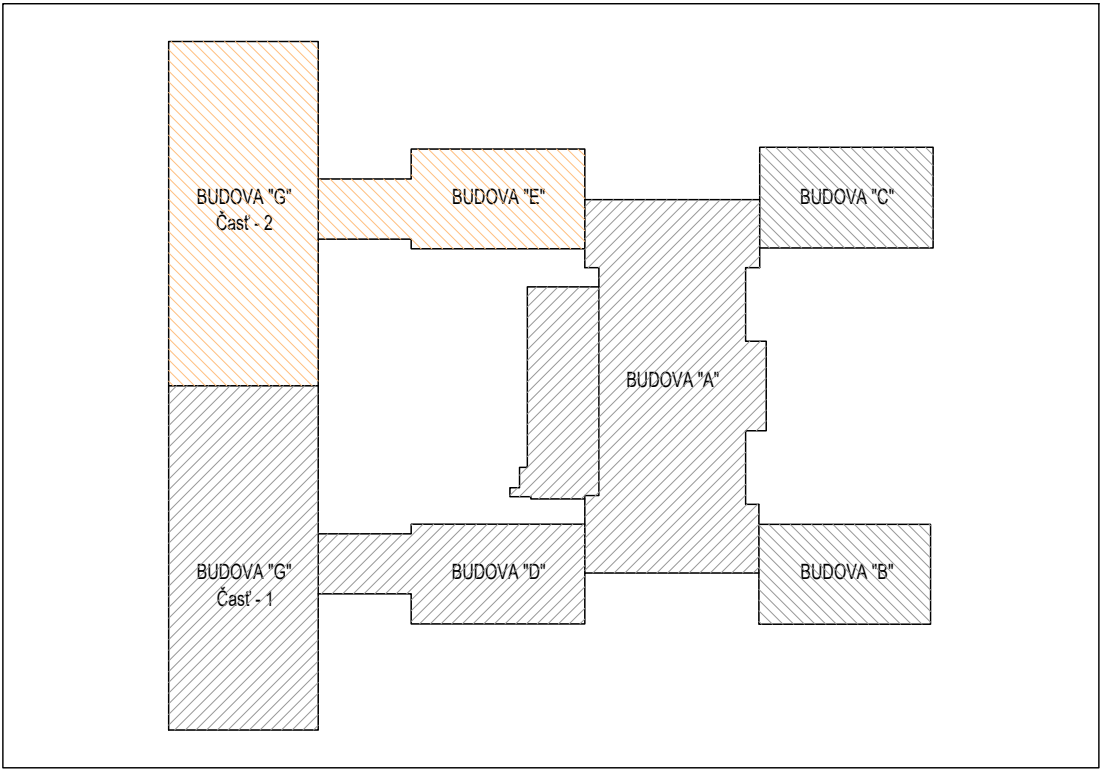 BUDOVA "G"
Časť - 2
BUDOVA "E"
BUDOVA "C"
BUDOVA "A"
BUDOVA "G"
Časť - 1
BUDOVA "D"
BUDOVA "B"